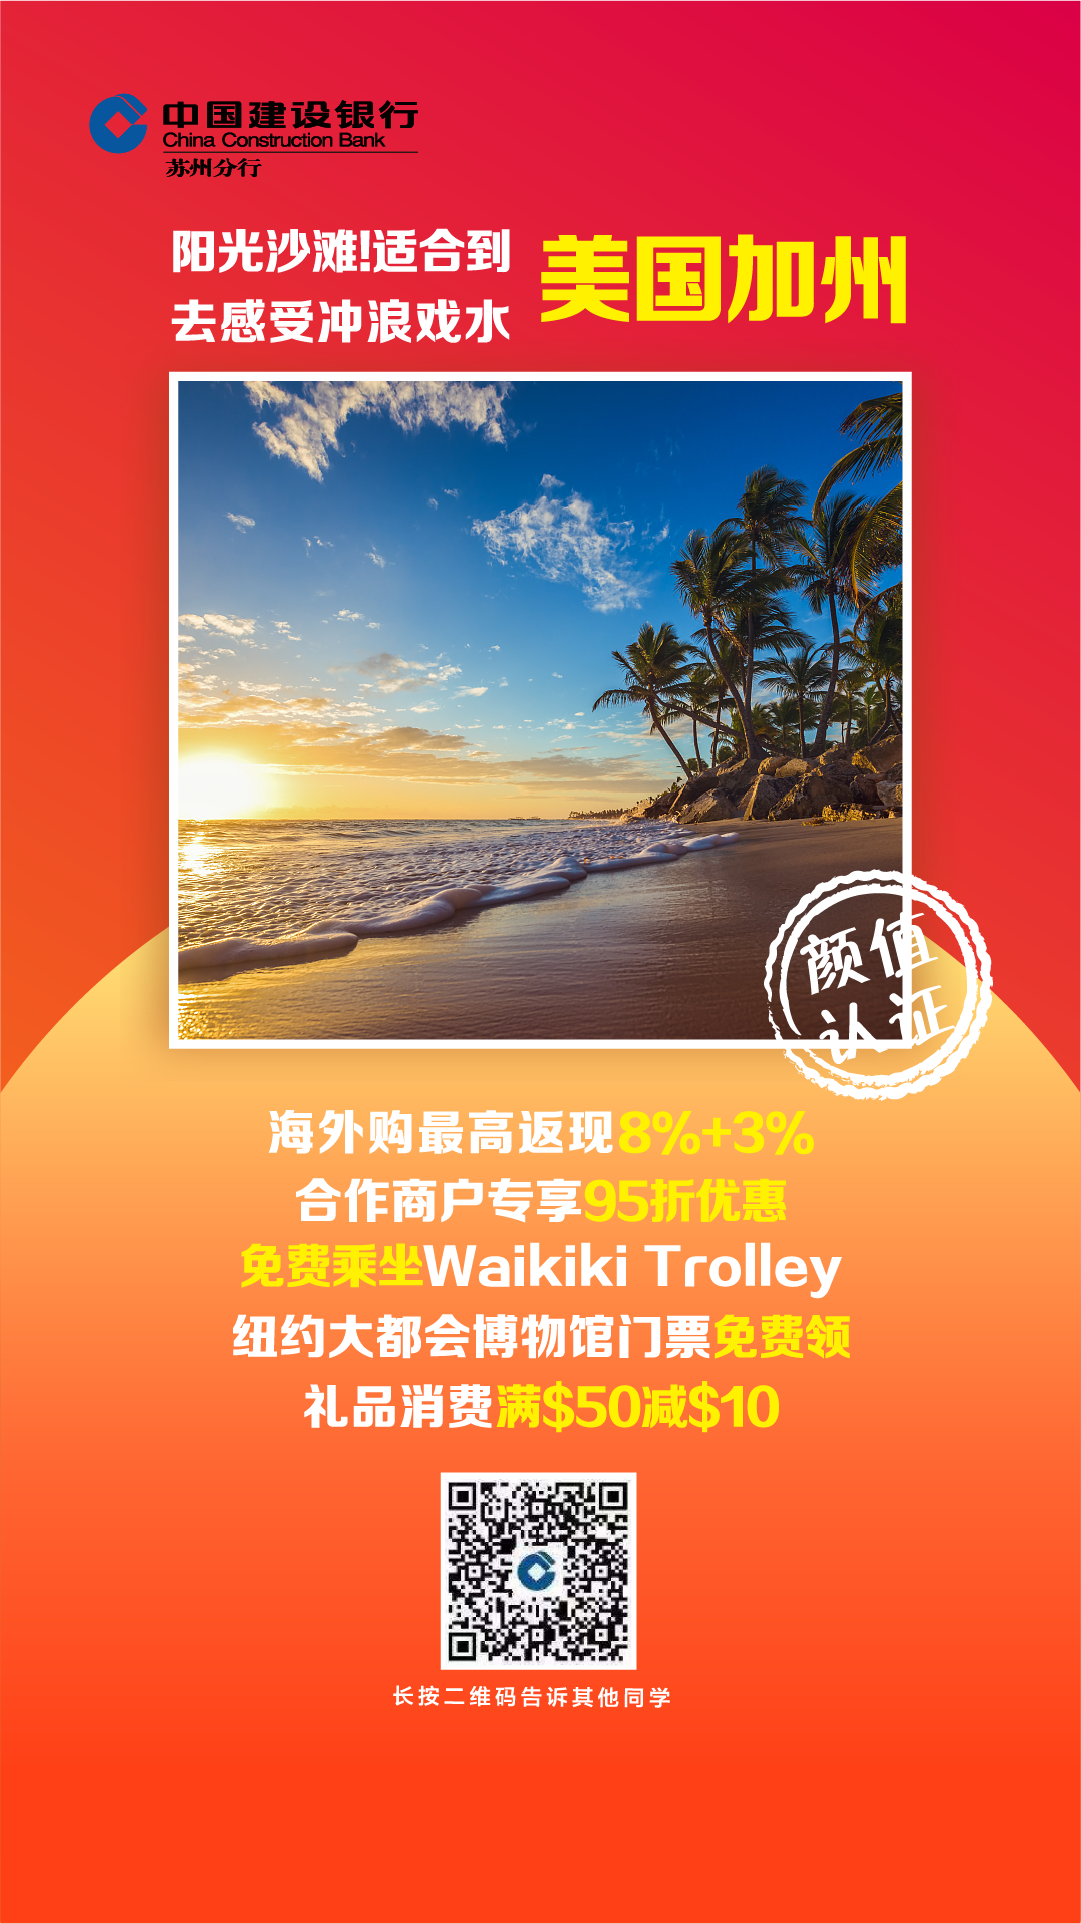 中国建设银行
China Construction Bank
苏州分行
阳光沙滩!适合到
去感受冲浪戏水
美国加州
颜值
认证
海外购最高返现8%+3%
合作商户专享95折优惠
免费乘坐Waikiki Trolley
纽约大都会博物馆门票免费领
礼品消费满$50减$10
长按二维码告诉其他同学